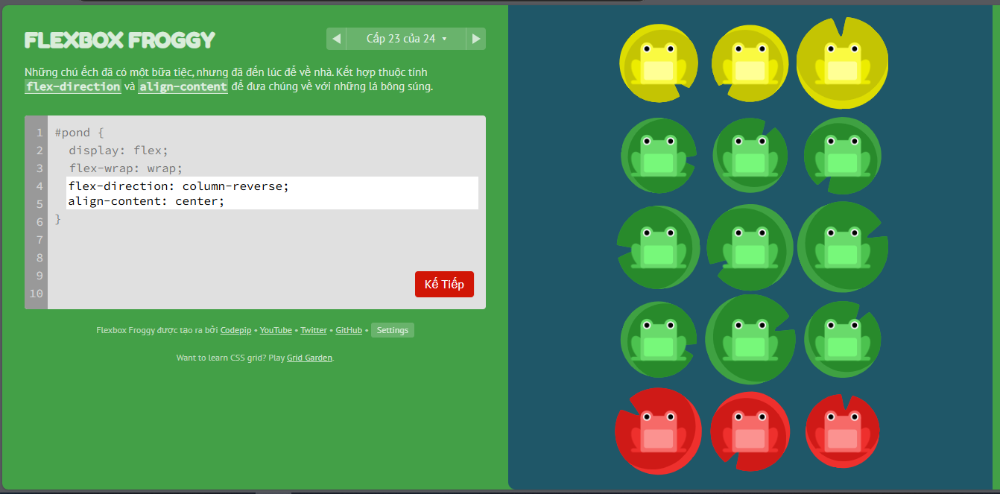 FLEXBOX FROGGY
◀ Cấp 23 của 24 ▾ ▶
Những chú ếch đã có một bữa tiệc, nhưng đã đến lúc để về nhà. Kết hợp thuộc tính
flex-direction và align-content để đưa chúng về với những lá bông súng.
1 #pond {
2 display: flex;
3 flex-wrap: wrap;
4 flex-direction: column-reverse;
5 align-content: center;
6 }
7
8
9
10
Kế Tiếp
Flexbox Froggy được tạo ra bởi Codepip • YouTube • Twitter • GitHub • Settings
Want to learn CSS grid? Play Grid Garden.